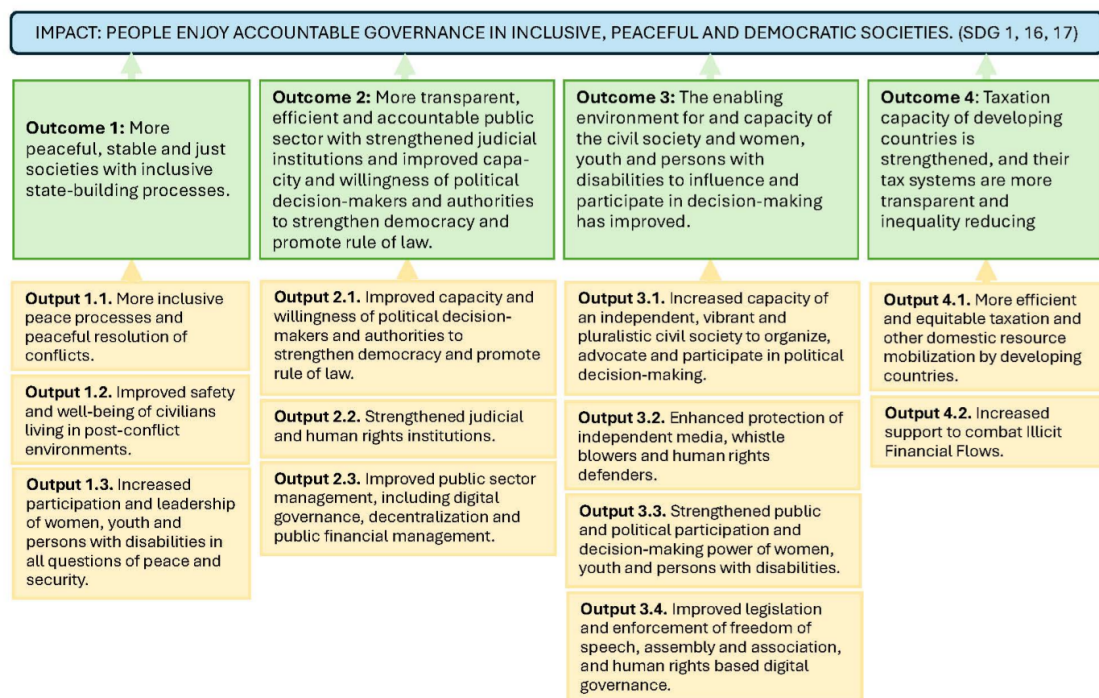 IMPACT: PEOPLE ENJOY ACCOUNTABLE GOVERNANCE IN INCLUSIVE, PEACEFUL AND DEMOCRATIC SOCIETIES. (SDG 1, 16, 17)
Outcome 1: More
peaceful, stable and just
societies with inclusive
state-building processes.
Output 1.1. More inclusive
peace processes and
peaceful resolution of
conflicts.
Output 1.2. Improved safety
and well-being of civilians
living in post-conflict
environments.
Output 1.3. Increased
participation and leadership
of women, youth and
persons with disabilities in
all questions of peace and
security.
Outcome 2: More transparent,
efficient and accountable public
sector with strengthened judicial
institutions and improved capa-
city and willingness of political
decision-makers and authorities
to strengthen democracy and
promote rule of law.
Output 2.1. Improved capacity and
willingness of political decision-
makers and authorities to
strengthen democracy and promote
rule of law.
Output 2.2. Strengthened judicial
and human rights institutions.
Output 2.3. Improved public sector
management, including digital
governance, decentralization and
public financial management.
Outcome 3: The enabling
environment for and capacity of
the civil society and women,
youth and persons with
disabilities to influence and
participate in decision-making
has improved.
Output 3.1. Increased capacity of
an independent, vibrant and
pluralistic civil society to organize,
advocate and participate in political
decision-making.
Output 3.2. Enhanced protection of
independent media, whistle
blowers and human rights
defenders.
Output 3.3. Strengthened public
and political participation and
decision-making power of women,
youth and persons with disabilities.
Output 3.4. Improved legislation
and enforcement of freedom of
speech, assembly and association,
and human rights based digital
governance.
Outcome 4: Taxation
capacity of developing
countries is
strengthened, and their
tax systems are more
transparent and
inequality reducing
Output 4.1. More efficient
and equitable taxation and
other domestic resource
mobilization by developing
countries.
Output 4.2. Increased
support to combat Illicit
Financial Flows.